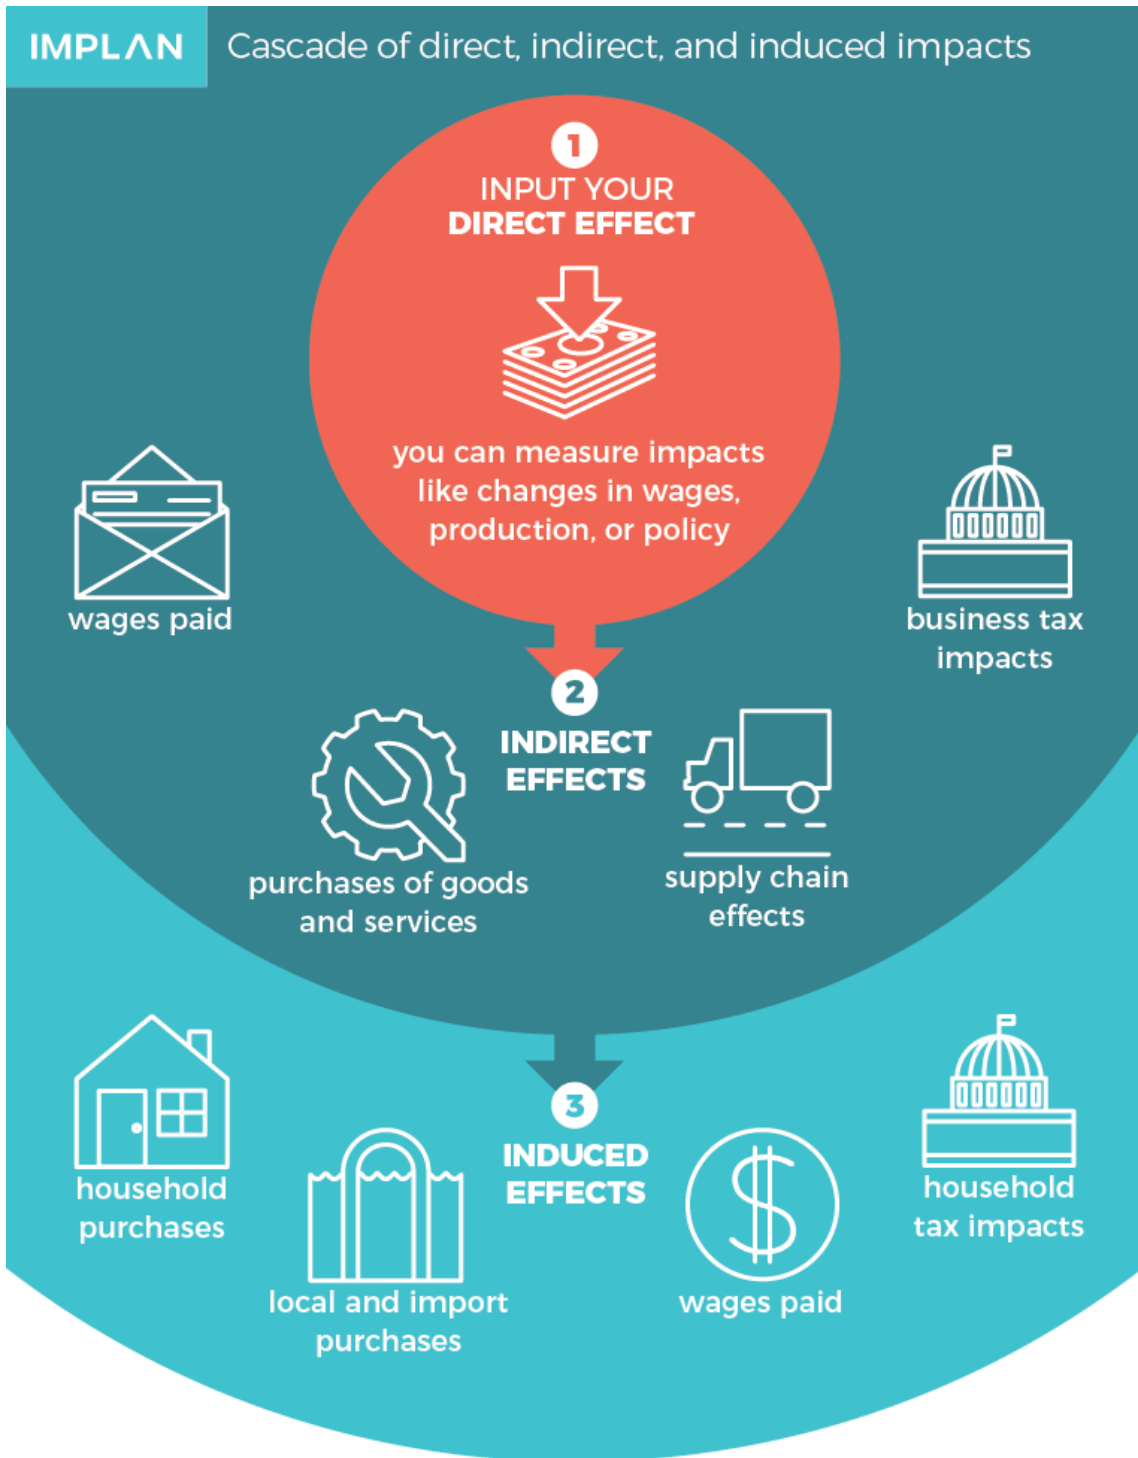 IMPLAN
Cascade of direct, indirect, and induced impacts
1
INPUT YOUR
DIRECT EFFECT
you can measure impacts
like changes in wages,
production, or policy
wages paid
business tax
impacts
2
INDIRECT
EFFECTS
purchases of goods
and services
supply chain
effects
3
INDUCED
EFFECTS
household
purchases
local and import
purchases
wages paid
household
tax impacts